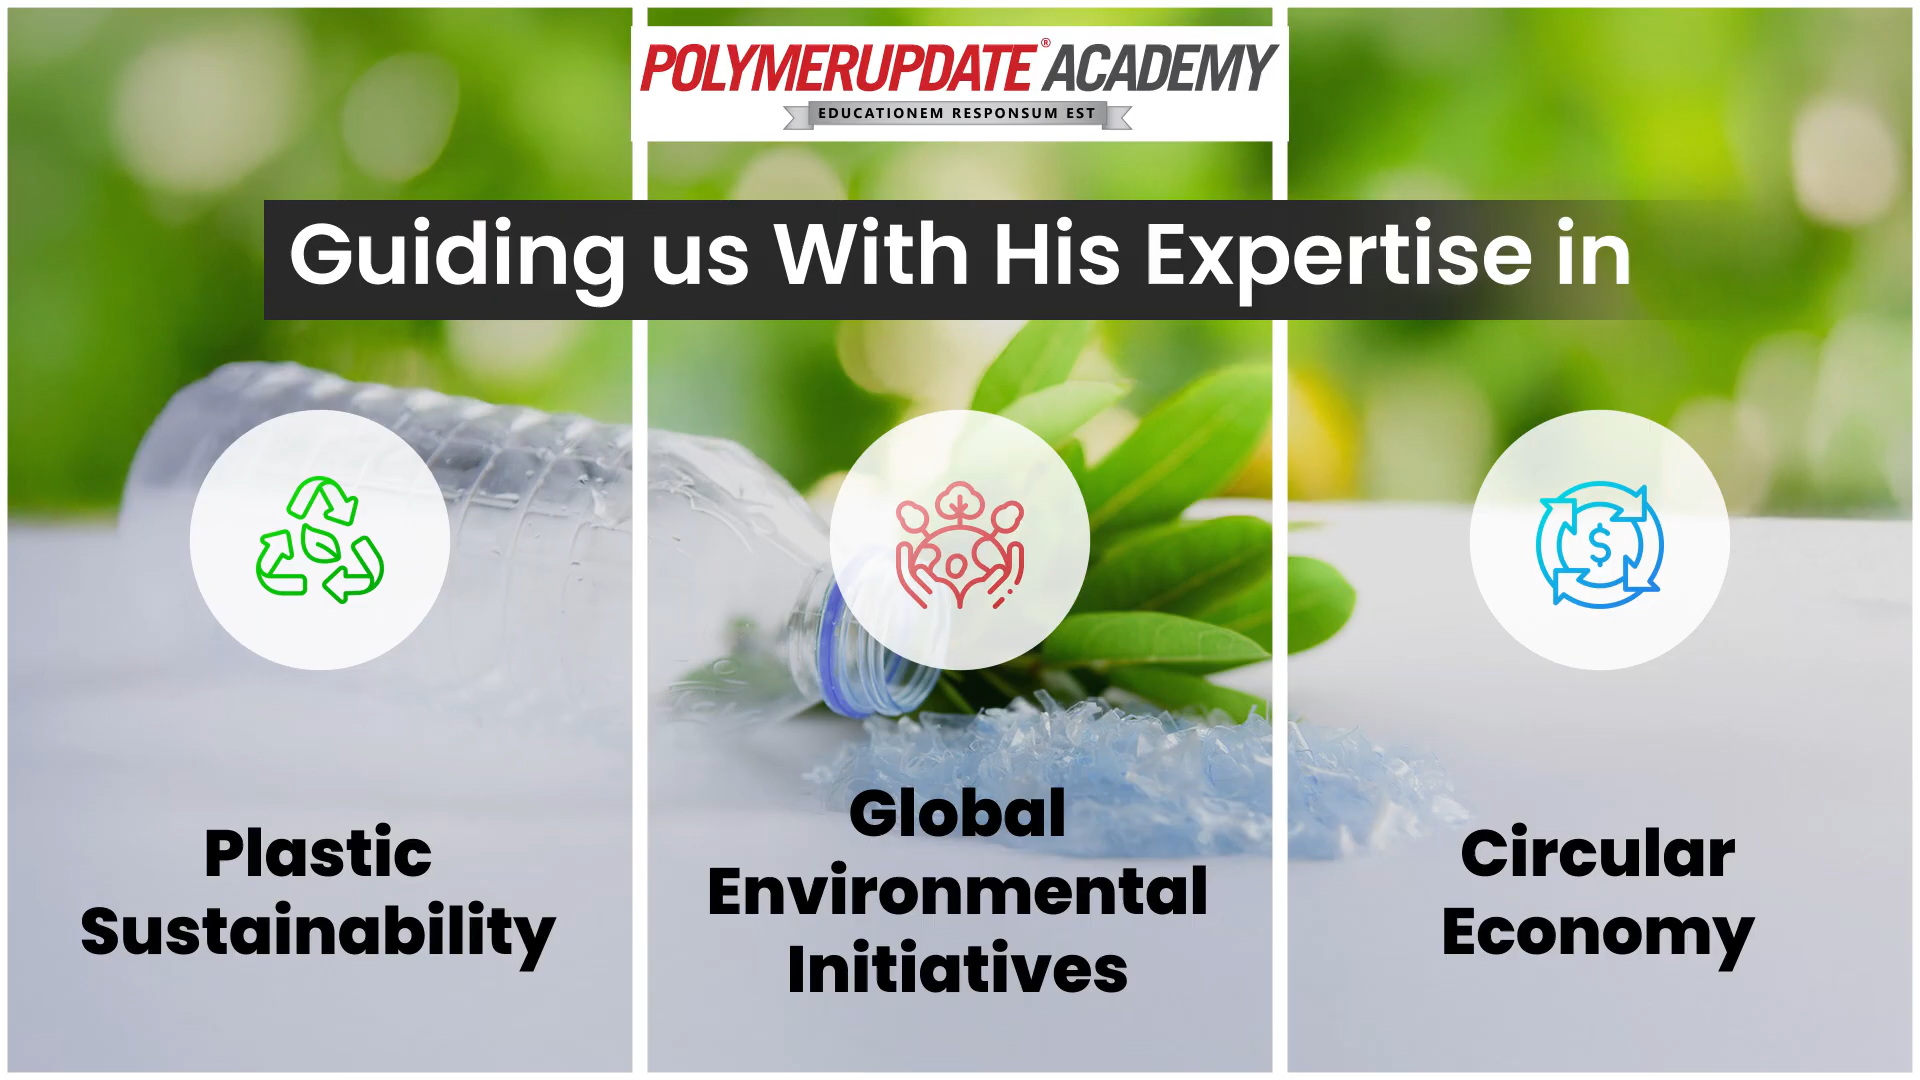 POLYMERUPDATE® ACADEMY
EDUCATIONEM RESPONSUM EST
Guiding us With His Expertise in
Plastic
Sustainability
Global
Environmental
Initiatives
Circular
Economy
$